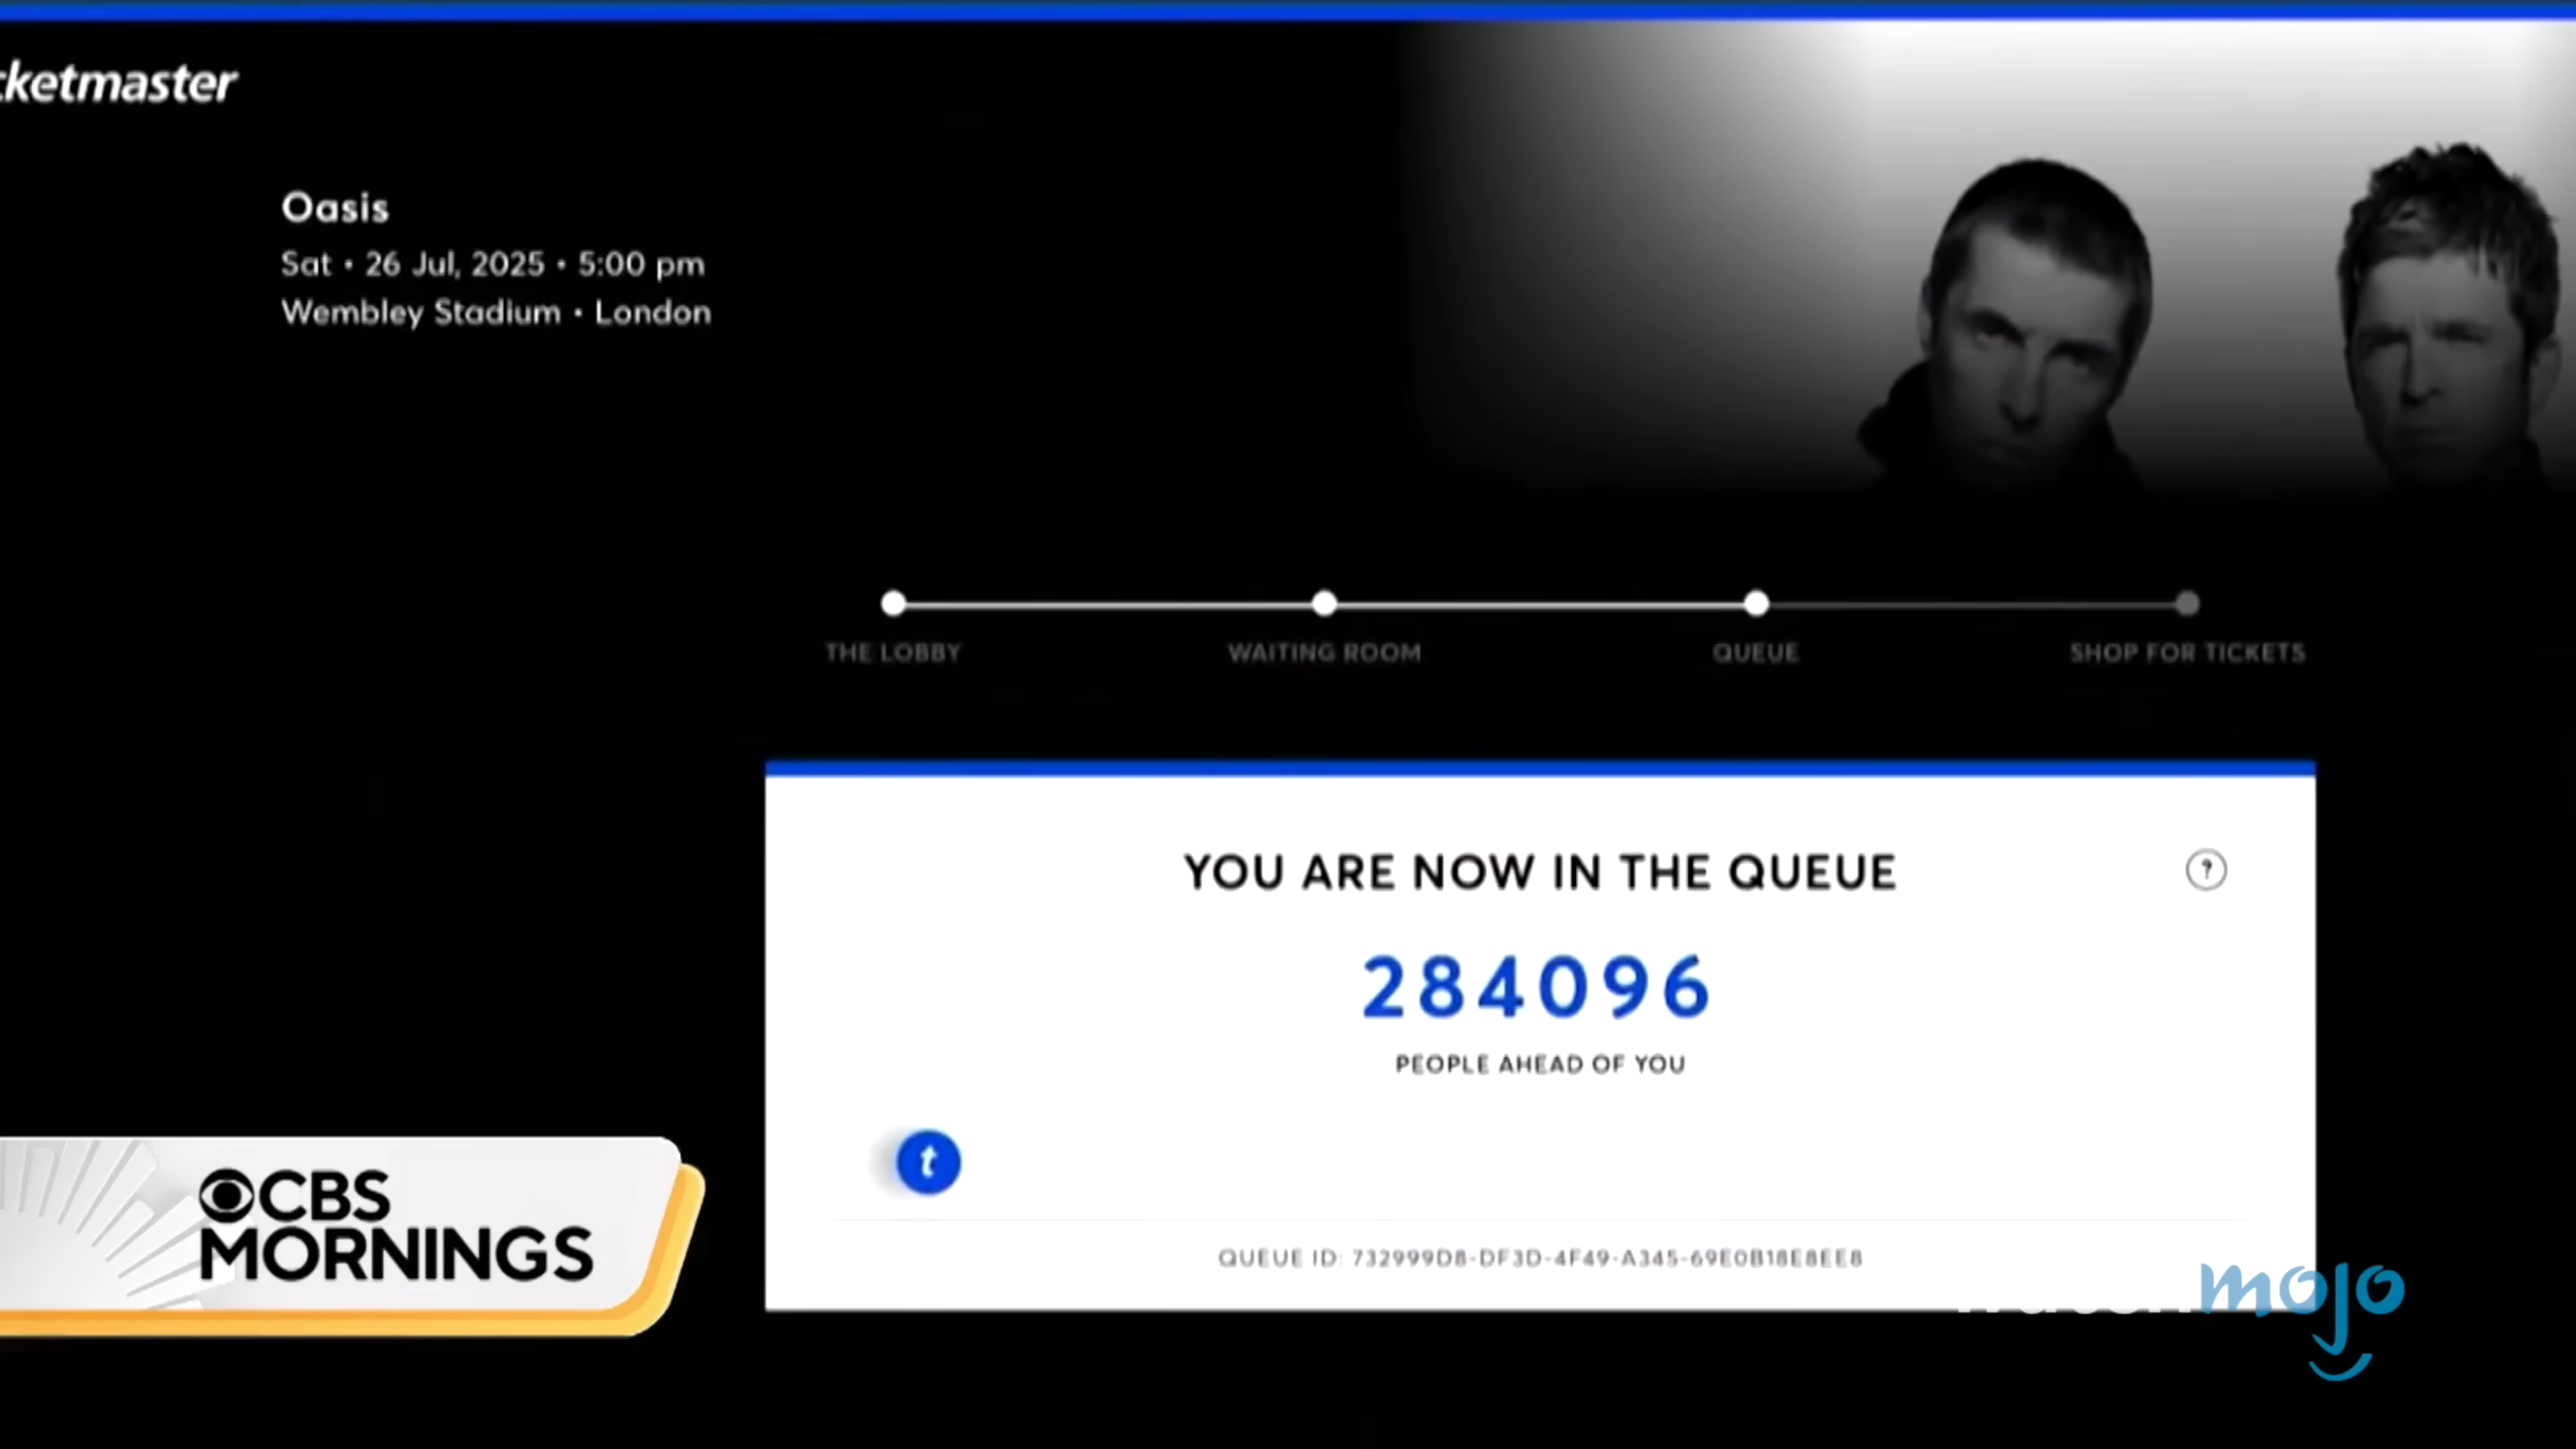 cketmaster
Oasis
Sat • 26 Jul, 2025 • 5:00 pm
Wembley Stadium • London
THE LOBBY
WAITING ROOM
QUEUE
SHOP FOR TICKETS
YOU ARE NOW IN THE QUEUE
?
284096
PEOPLE AHEAD OF YOU
t
QUEUE ID: 732999D8-DF3D-4F49-A345-69E0B18E8EE8
CBS
MORNINGS
mojo